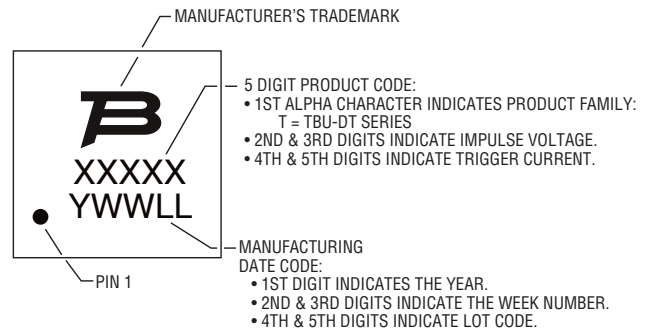 MANUFACTURER'S TRADEMARK
5 DIGIT PRODUCT CODE:
• 1ST ALPHA CHARACTER INDICATES PRODUCT FAMILY:
T = TBU-DT SERIES
• 2ND & 3RD DIGITS INDICATE IMPULSE VOLTAGE.
• 4TH & 5TH DIGITS INDICATE TRIGGER CURRENT.
B
XXXXX
YWWLL
PIN 1
MANUFACTURING
DATE CODE:
• 1ST DIGIT INDICATES THE YEAR.
• 2ND & 3RD DIGITS INDICATE THE WEEK NUMBER.
• 4TH & 5TH DIGITS INDICATE LOT CODE.